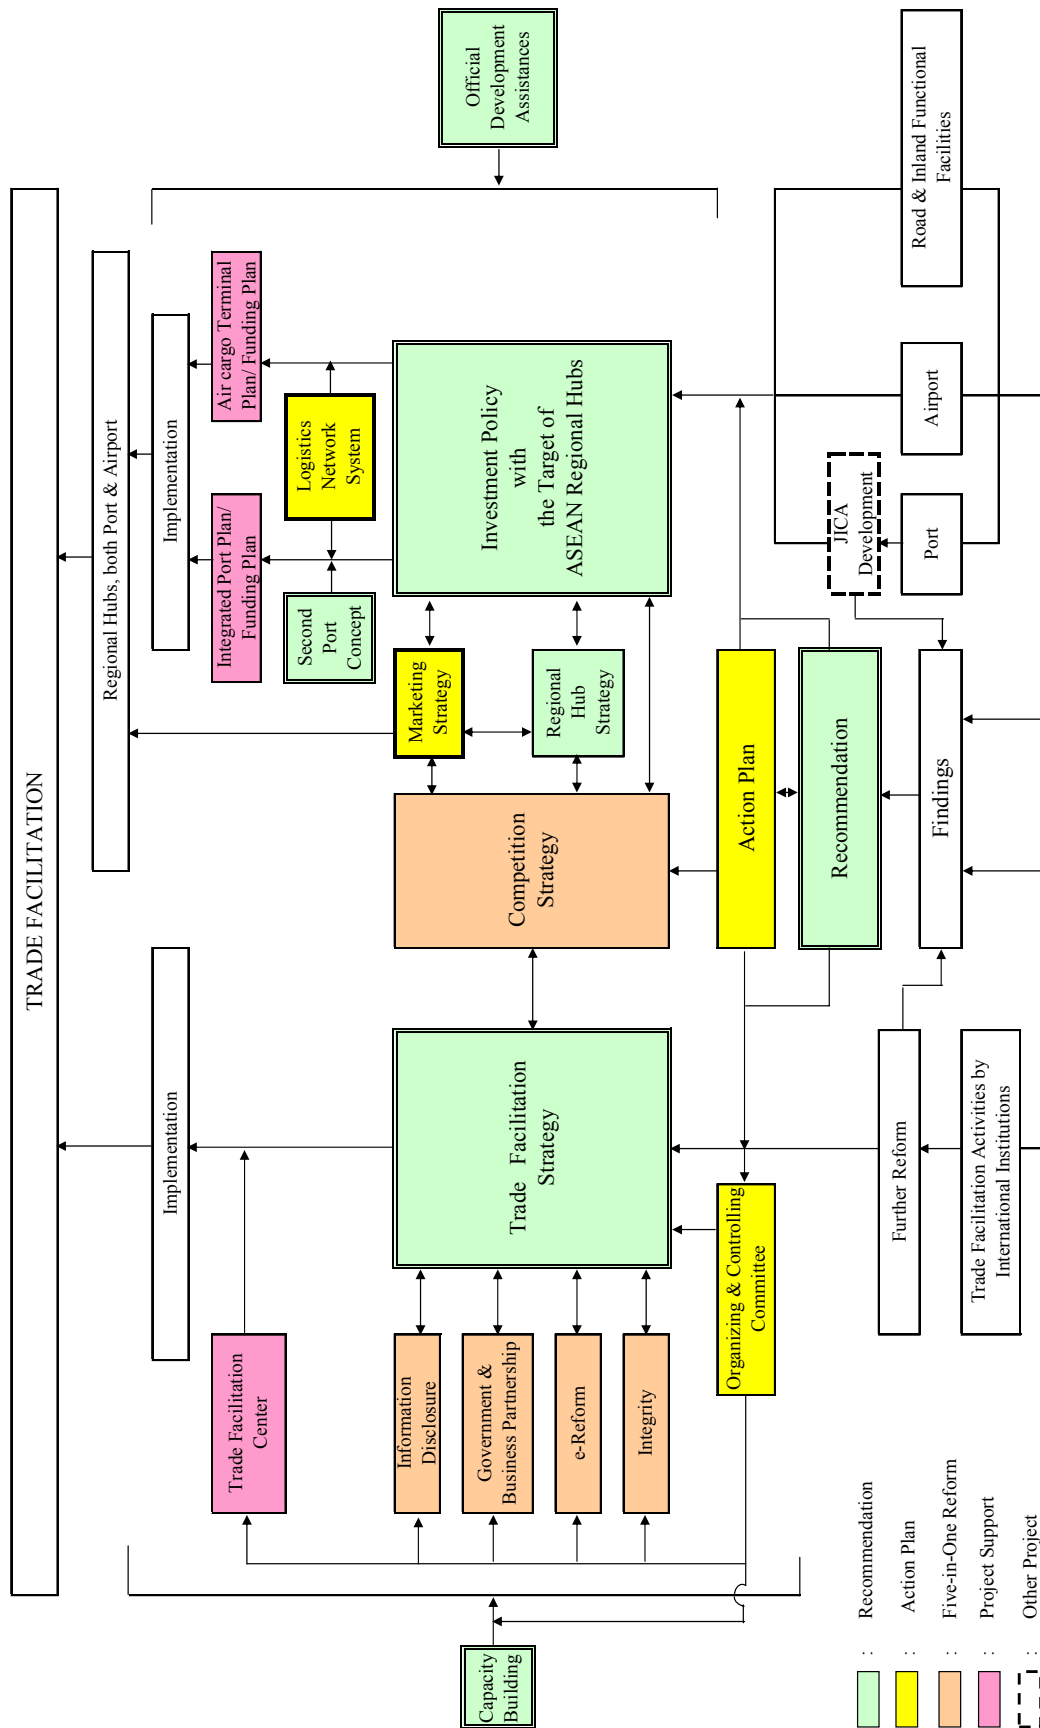 TRADE FACILITATION
Implementation
Regional Hubs, both Port & Airport
Implementation
Trade Facilitation
Center
Integrated Port Plan/
Funding Plan
Air cargo Terminal
Plan/ Funding Plan
Second
Port
Concept
Logistics
Network
System
Capacity
Building
Information
Disclosure
Government &
Business Partnership
e-Reform
Integrity
Trade Facilitation
Strategy
Competition
Strategy
Marketing
Strategy
Regional
Hub
Strategy
Investment Policy
with
the Target of
ASEAN Regional Hubs
Official
Development
Assistances
Organizing & Controlling
Committee
Action Plan
Recommendation
JICA
Development
Further Reform
Findings
Port
Airport
Road & Inland Functional
Facilities
Trade Facilitation Activities by
International Institutions
: Recommendation
: Action Plan
: Five-in-One Reform
: Project Support
: Other Project